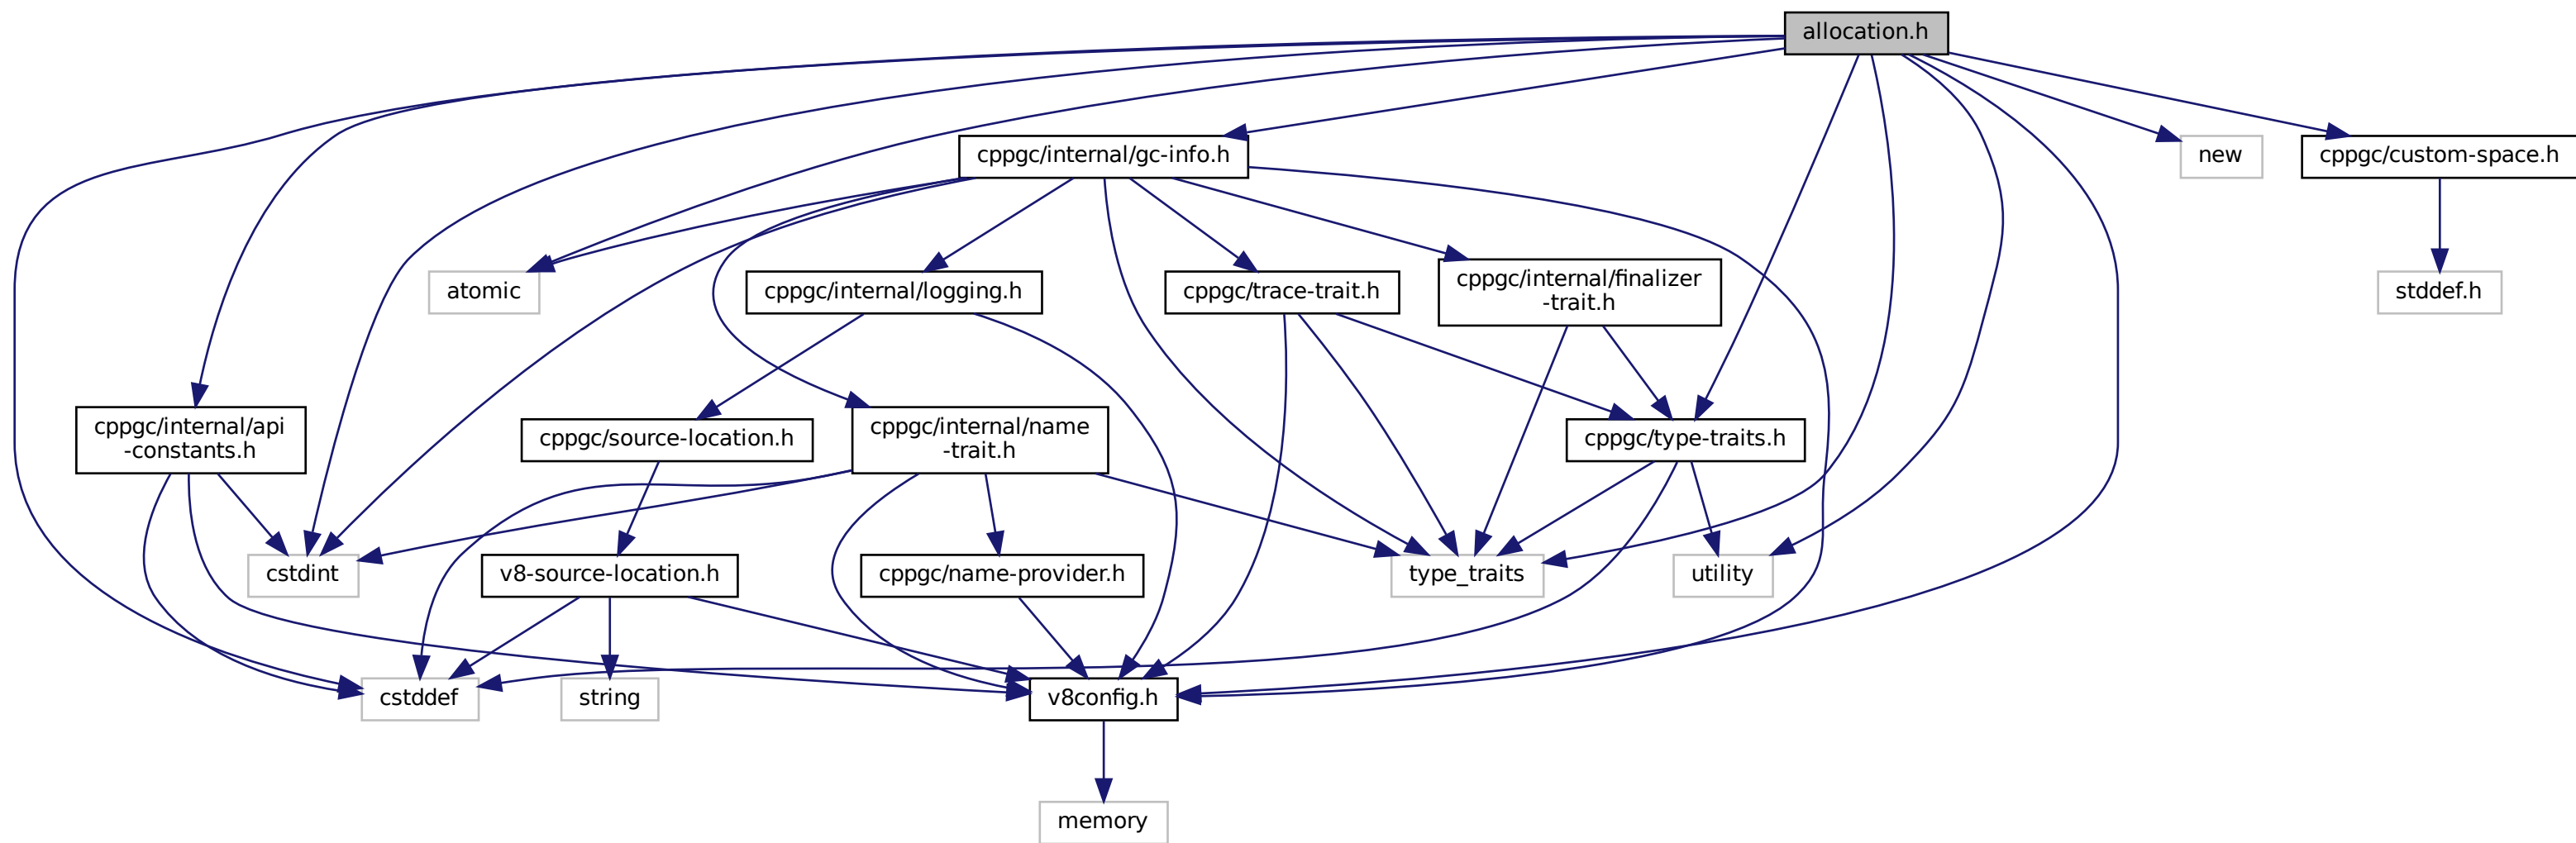 allocation.h
cppgc/internal/gc-info.h
new
cppgc/custom-space.h
atomic
cppgc/internal/logging.h
cppgc/trace-trait.h
cppgc/internal/finalizer
-trait.h
stddef.h
cppgc/internal/api
-constants.h
cppgc/source-location.h
cppgc/internal/name
-trait.h
cppgc/type-traits.h
cstdint
v8-source-location.h
cppgc/name-provider.h
type_traits
utility
cstddef
string
v8config.h
memory